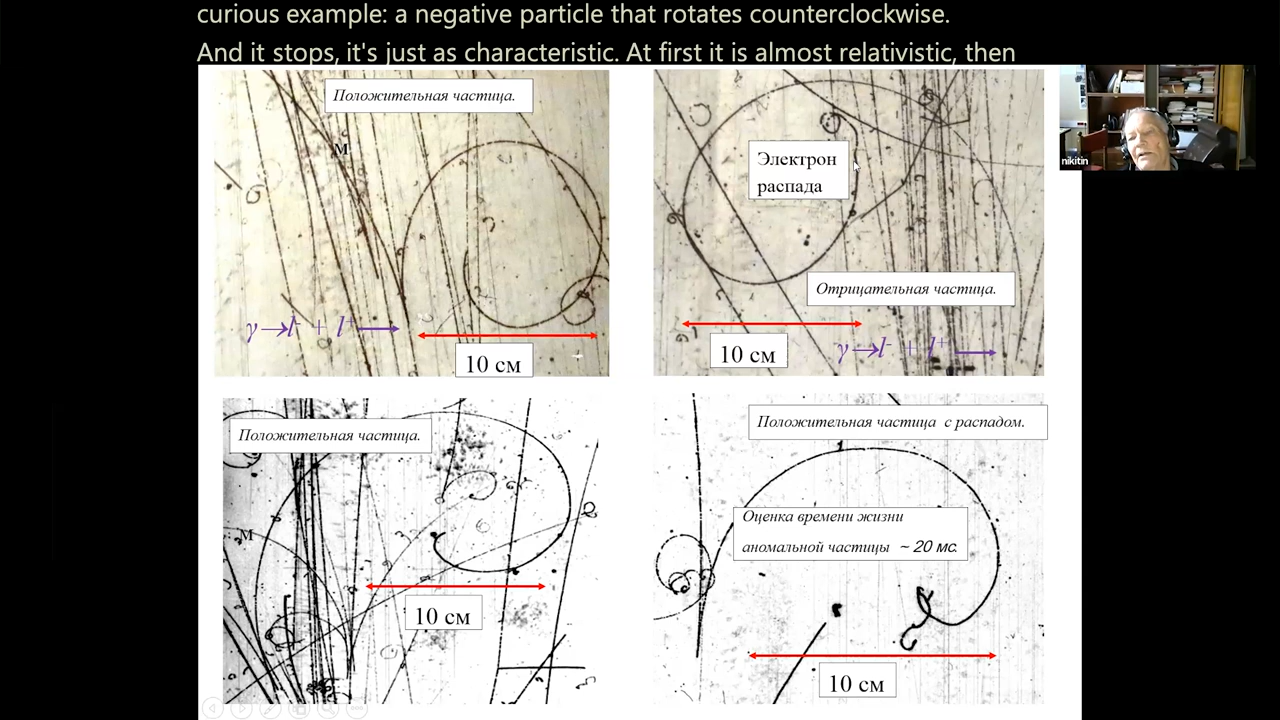 curious example: a negative particle that rotates counterclockwise.
And it stops, it's just as characteristic. At first it is almost relativistic, then
Положительная частица.
м
γ→l⁻ + l⁺
10 см
Электрон
распада
Отрицательная частица.
10 см
γ→l⁻ + l⁺
nikitin
Положительная частица.
м
10 см
Положительная частица с распадом.
Оценка времени жизни
аномальной частицы ~ 20 мс.
10 см